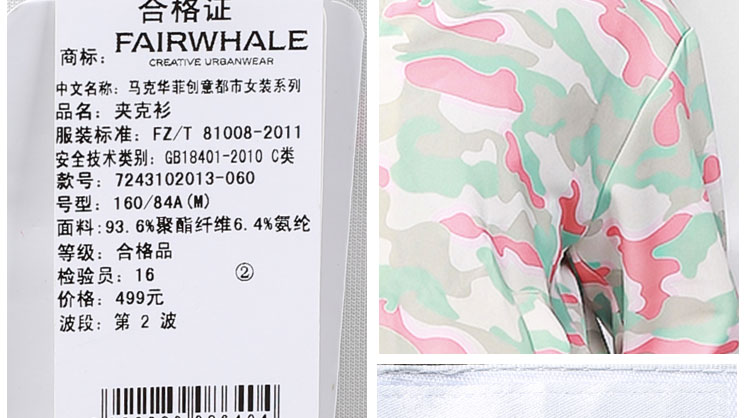 合格证
商标: FAIRWHALE
CREATIVE URBANWEAR
中文名称: 马克华菲创意都市女装系列
品名: 夹克衫
服装标准: FZ/T 81008-2011
安全技术类别: GB18401-2010 C类
款号: 7243102013-060
号型: 160/84A(M)
面料:93.6%聚酯纤维6.4%氨纶
等级: 合格品
检验员: 16 ②
价格: 499元
波段: 第 2 波